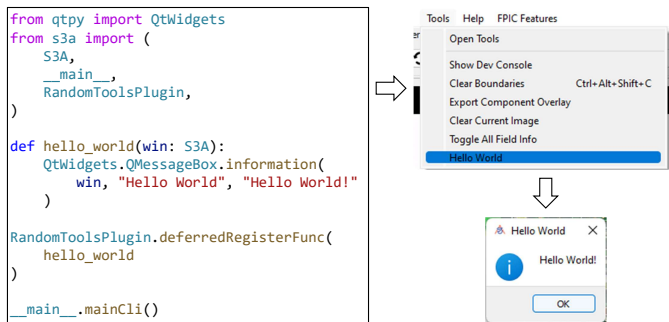 from qtpy import QtWidgets
from s3a import (
    S3A,
    __main__,
    RandomToolsPlugin,
)
def hello_world(win: S3A):
    QtWidgets.QMessageBox.information(
        win, "Hello World", "Hello World!"
    )
RandomToolsPlugin.deferredRegisterFunc(
    hello_world
)
__main__.mainCli()
Tools Help FPIC Features
Open Tools
Show Dev Console
Clear Boundaries Ctrl+Alt+Shift+C
Export Component Overlay
Clear Current Image
Toggle All Field Info
Hello World
Hello World
Hello World!
OK